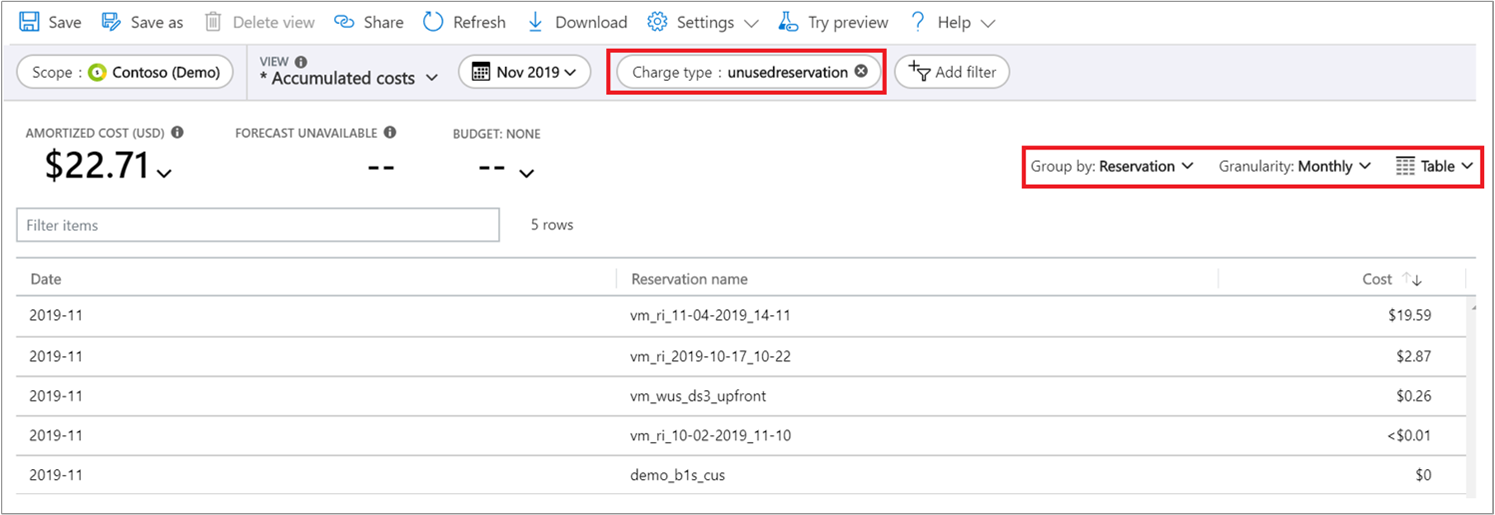 Save Save as Delete view Share Refresh Download Settings Try preview ? Help
Scope : Contoso (Demo) VIEW * Accumulated costs Nov 2019 Charge type : unusedreservation Add filter
AMORTIZED COST (USD) FORECAST UNAVAILABLE BUDGET: NONE
$22.71 -- -- Group by: Reservation Granularity: Monthly Table
Filter items 5 rows
Date Reservation name Cost ↑↓
2019-11 vm_ri_11-04-2019_14-11 $19.59
2019-11 vm_ri_2019-10-17_10-22 $2.87
2019-11 vm_wus_ds3_upfront $0.26
2019-11 vm_ri_10-02-2019_11-10 <$0.01
2019-11 demo_b1s_cus $0